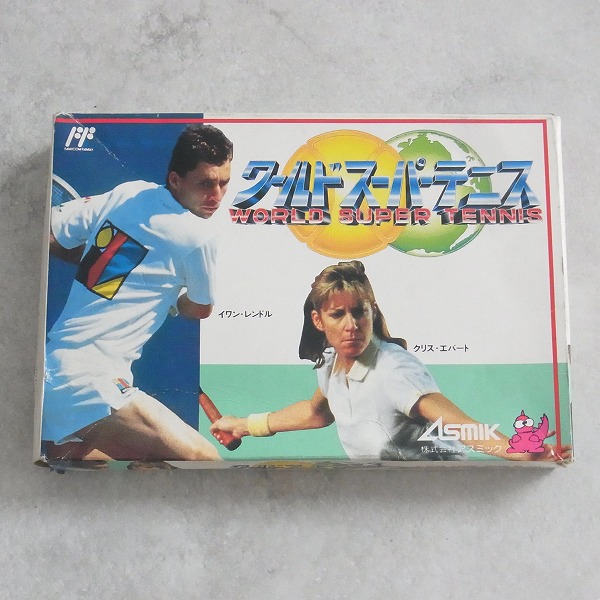 FAMICOM FAMILY
ワールドスーパーテニス
WORLD SUPER TENNIS
イワン・レンドル
クリス・エバート
ASMIK
株式会社アスミック